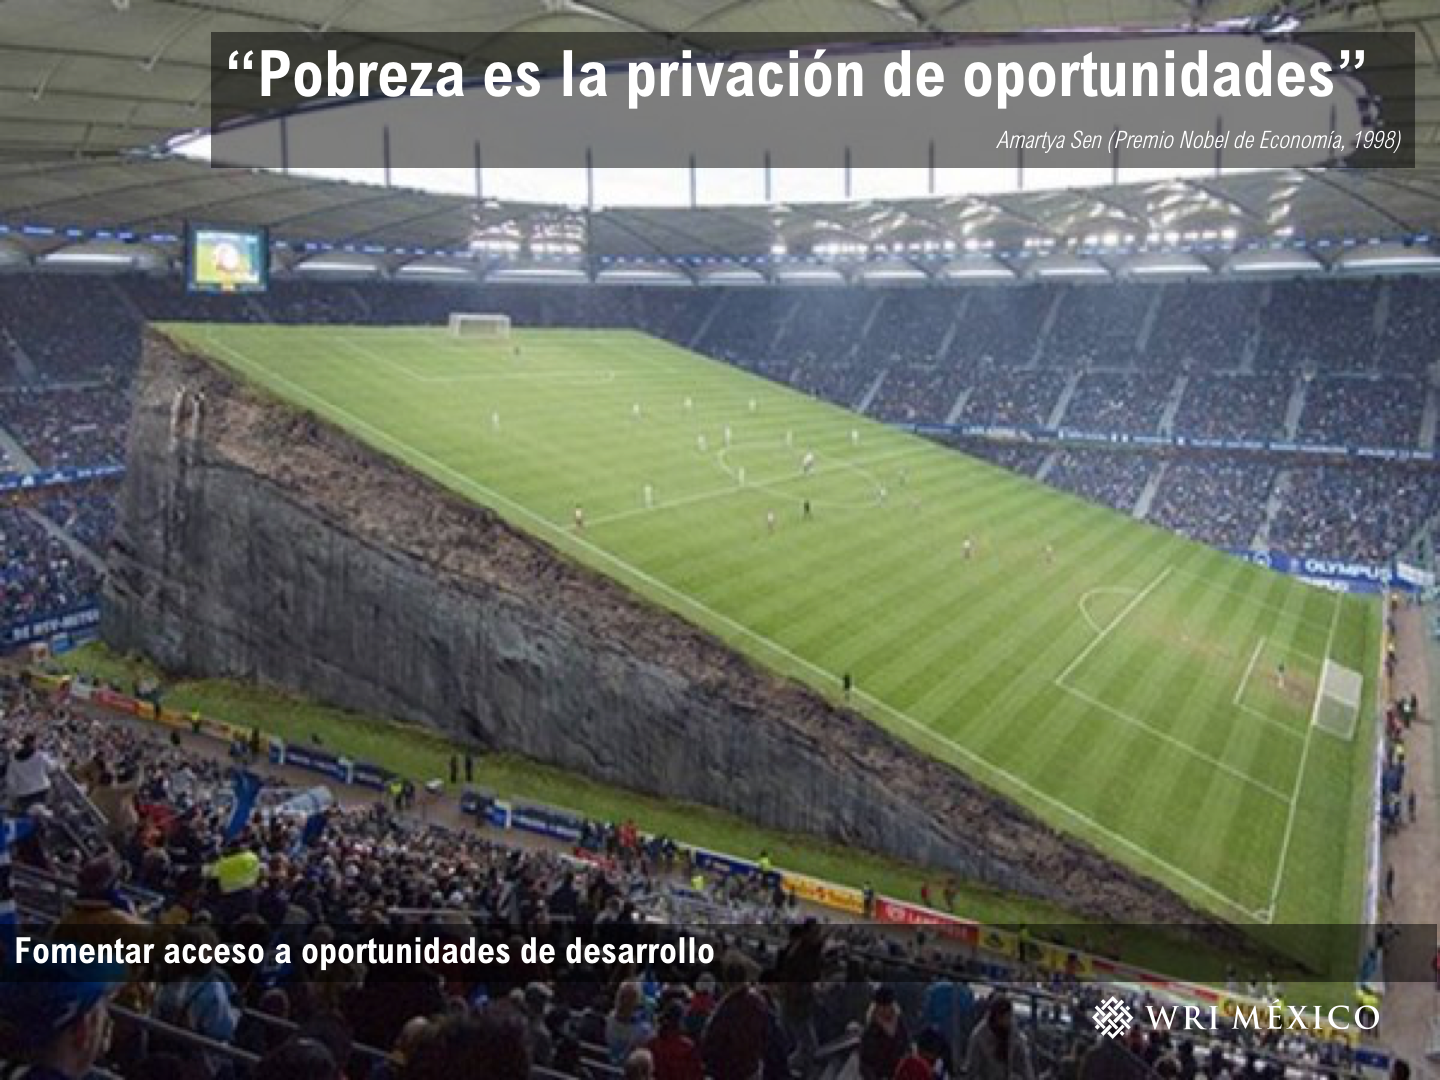 “Pobreza es la privación de oportunidades”
Amartya Sen (Premio Nobel de Economía, 1998)
OLYMPUS
Fomentar acceso a oportunidades de desarrollo
WRI MÉXICO